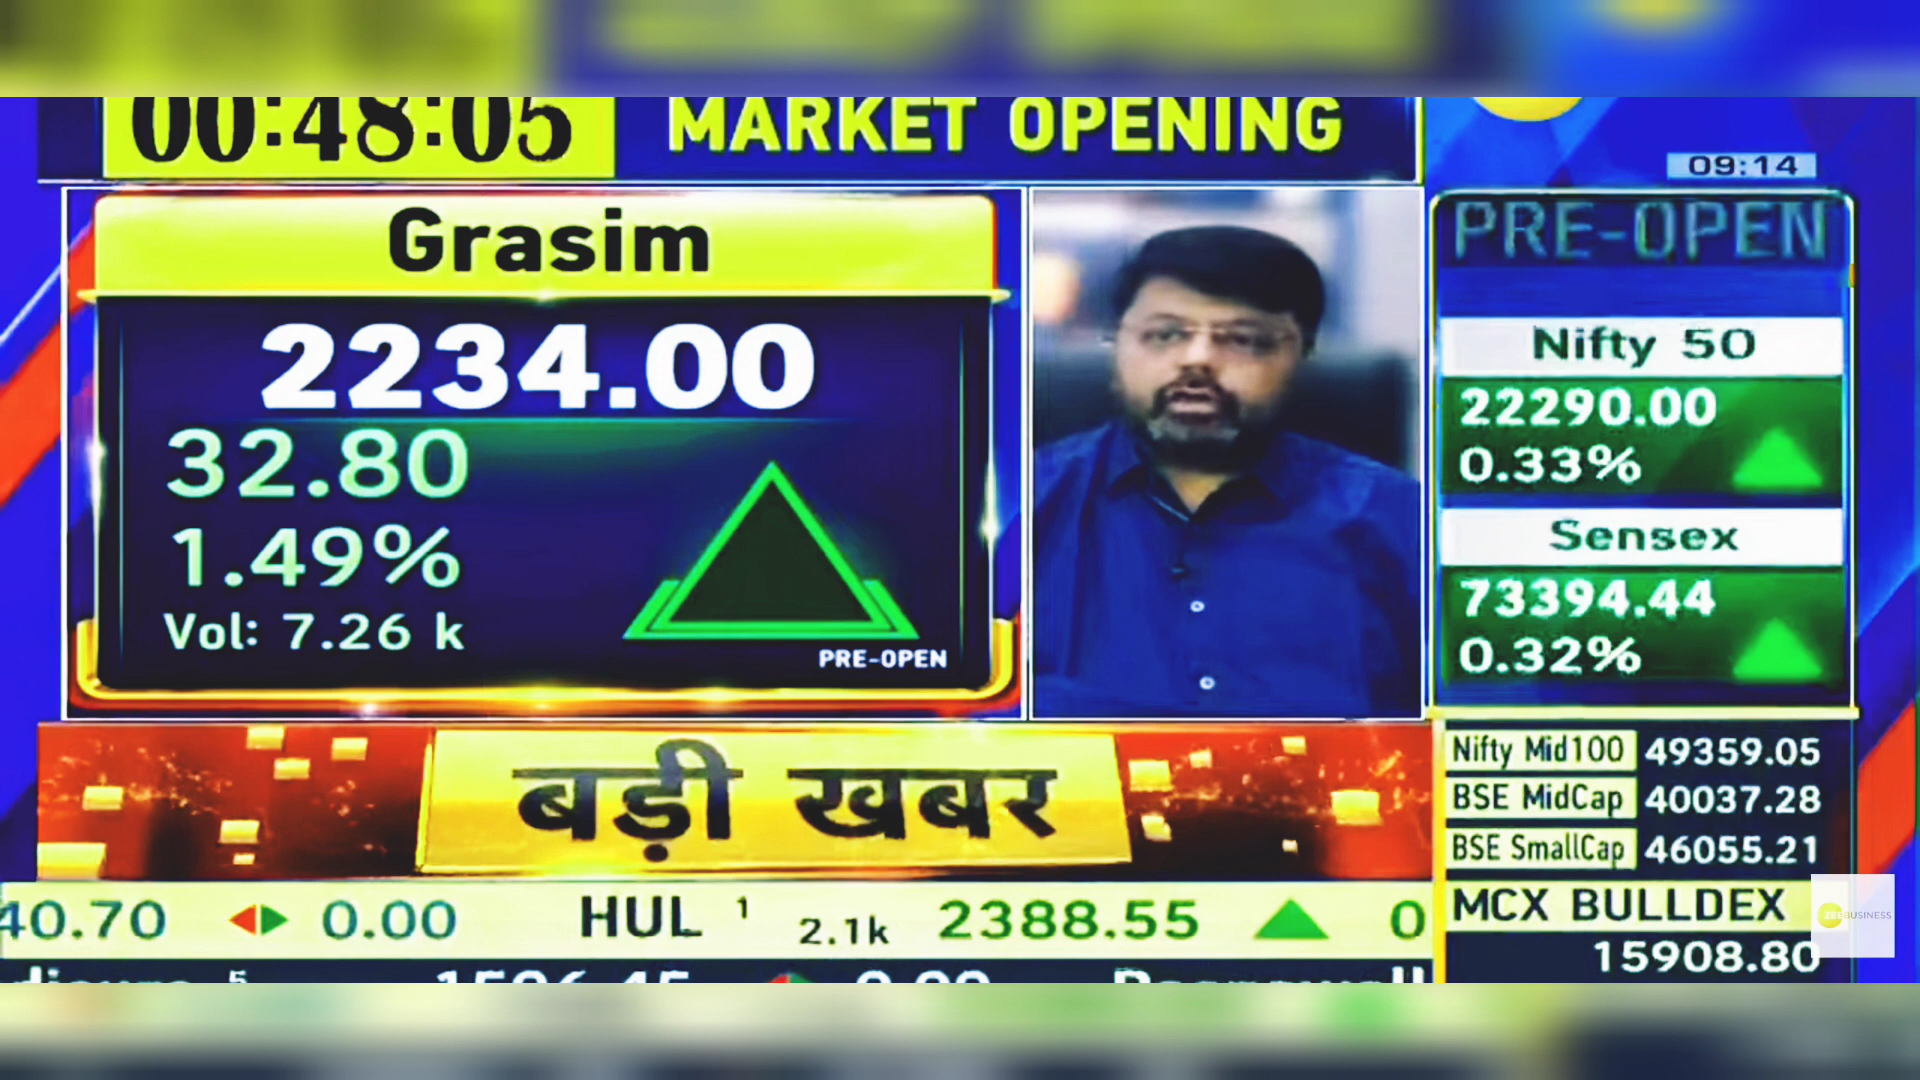 00:48:05
MARKET OPENING
09:14
Grasim
2234.00
32.80
1.49%
Vol: 7.26 k
PRE-OPEN
PRE-OPEN
Nifty 50
22290.00
0.33%
Sensex
73394.44
0.32%
बड़ी खबर
Nifty Mid100 49359.05
BSE MidCap 40037.28
BSE SmallCap 46055.21
MCX BULLDEX
15908.80
ZEEBUSINESS
40.70 0.00 HUL 1 2.1k 2388.55 0